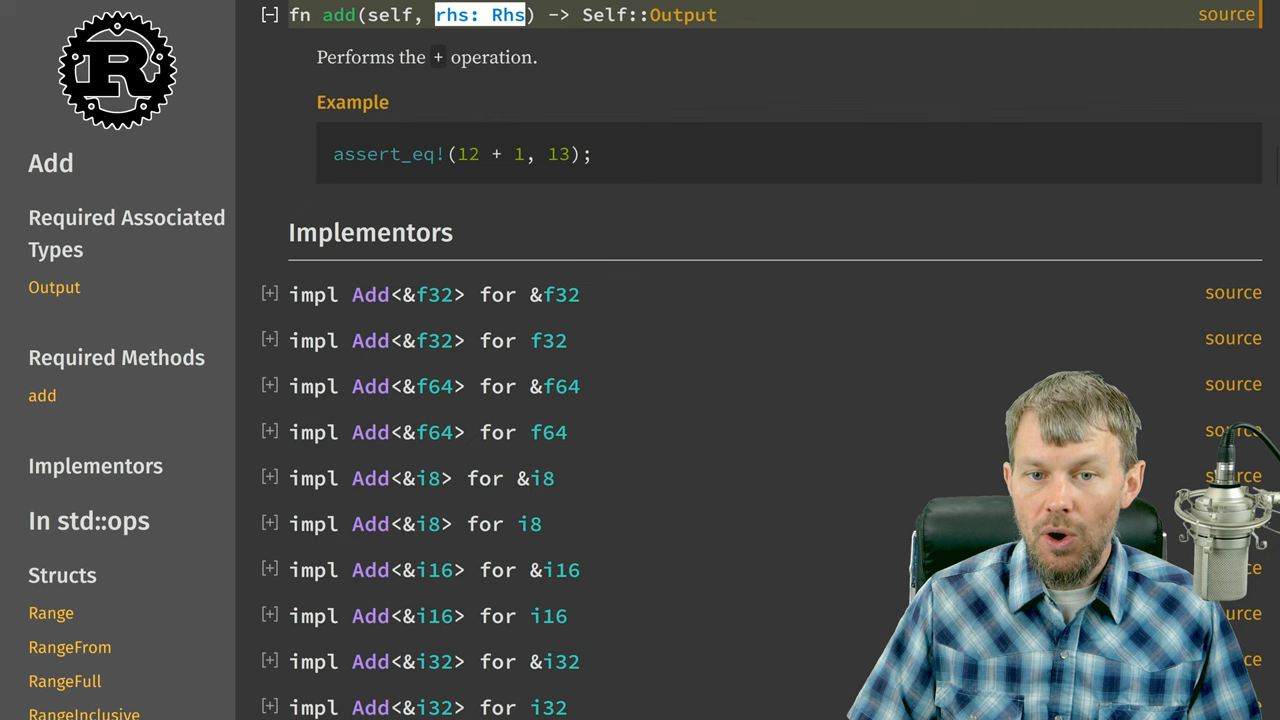 [-] fn add(self, rhs: Rhs) -> Self::Output source
Performs the + operation.
Example
assert_eq!(12 + 1, 13);
Implementors
[+] impl Add<&f32> for &f32 source
[+] impl Add<&f32> for f32 source
[+] impl Add<&f64> for &f64 source
[+] impl Add<&f64> for f64
[+] impl Add<&i8> for &i8
[+] impl Add<&i8> for i8
[+] impl Add<&i16> for &i16
[+] impl Add<&i16> for i16
[+] impl Add<&i32> for &i32
[+] impl Add<&i32> for i32
R
Add
Required Associated
Types
Output
Required Methods
add
Implementors
In std::ops
Structs
Range
RangeFrom
RangeFull
RangeInclusive